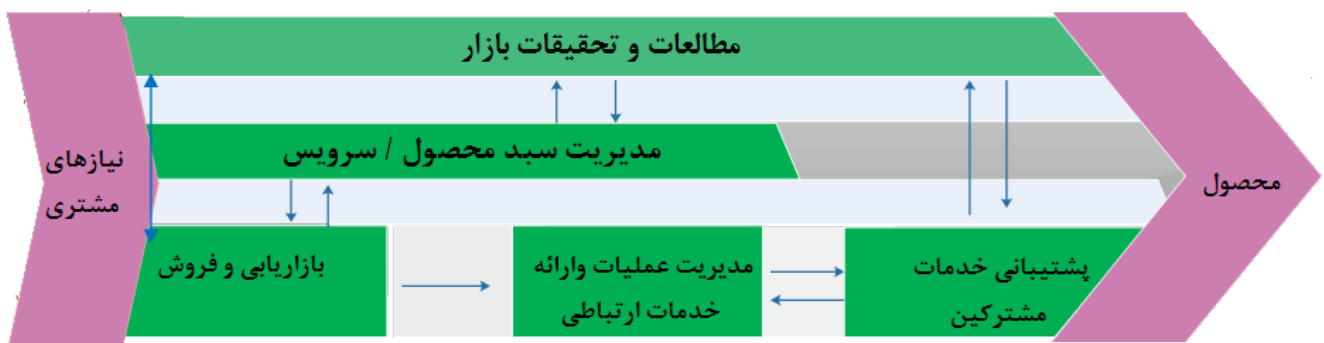 مطالعات و تحقیقات بازار
نیازهای
مشتری
مدیریت سبد محصول / سرویس
محصول
بازاریابی و فروش
مدیریت عملیات وارائه
خدمات ارتباطی
پشتیبانی خدمات
مشترکین